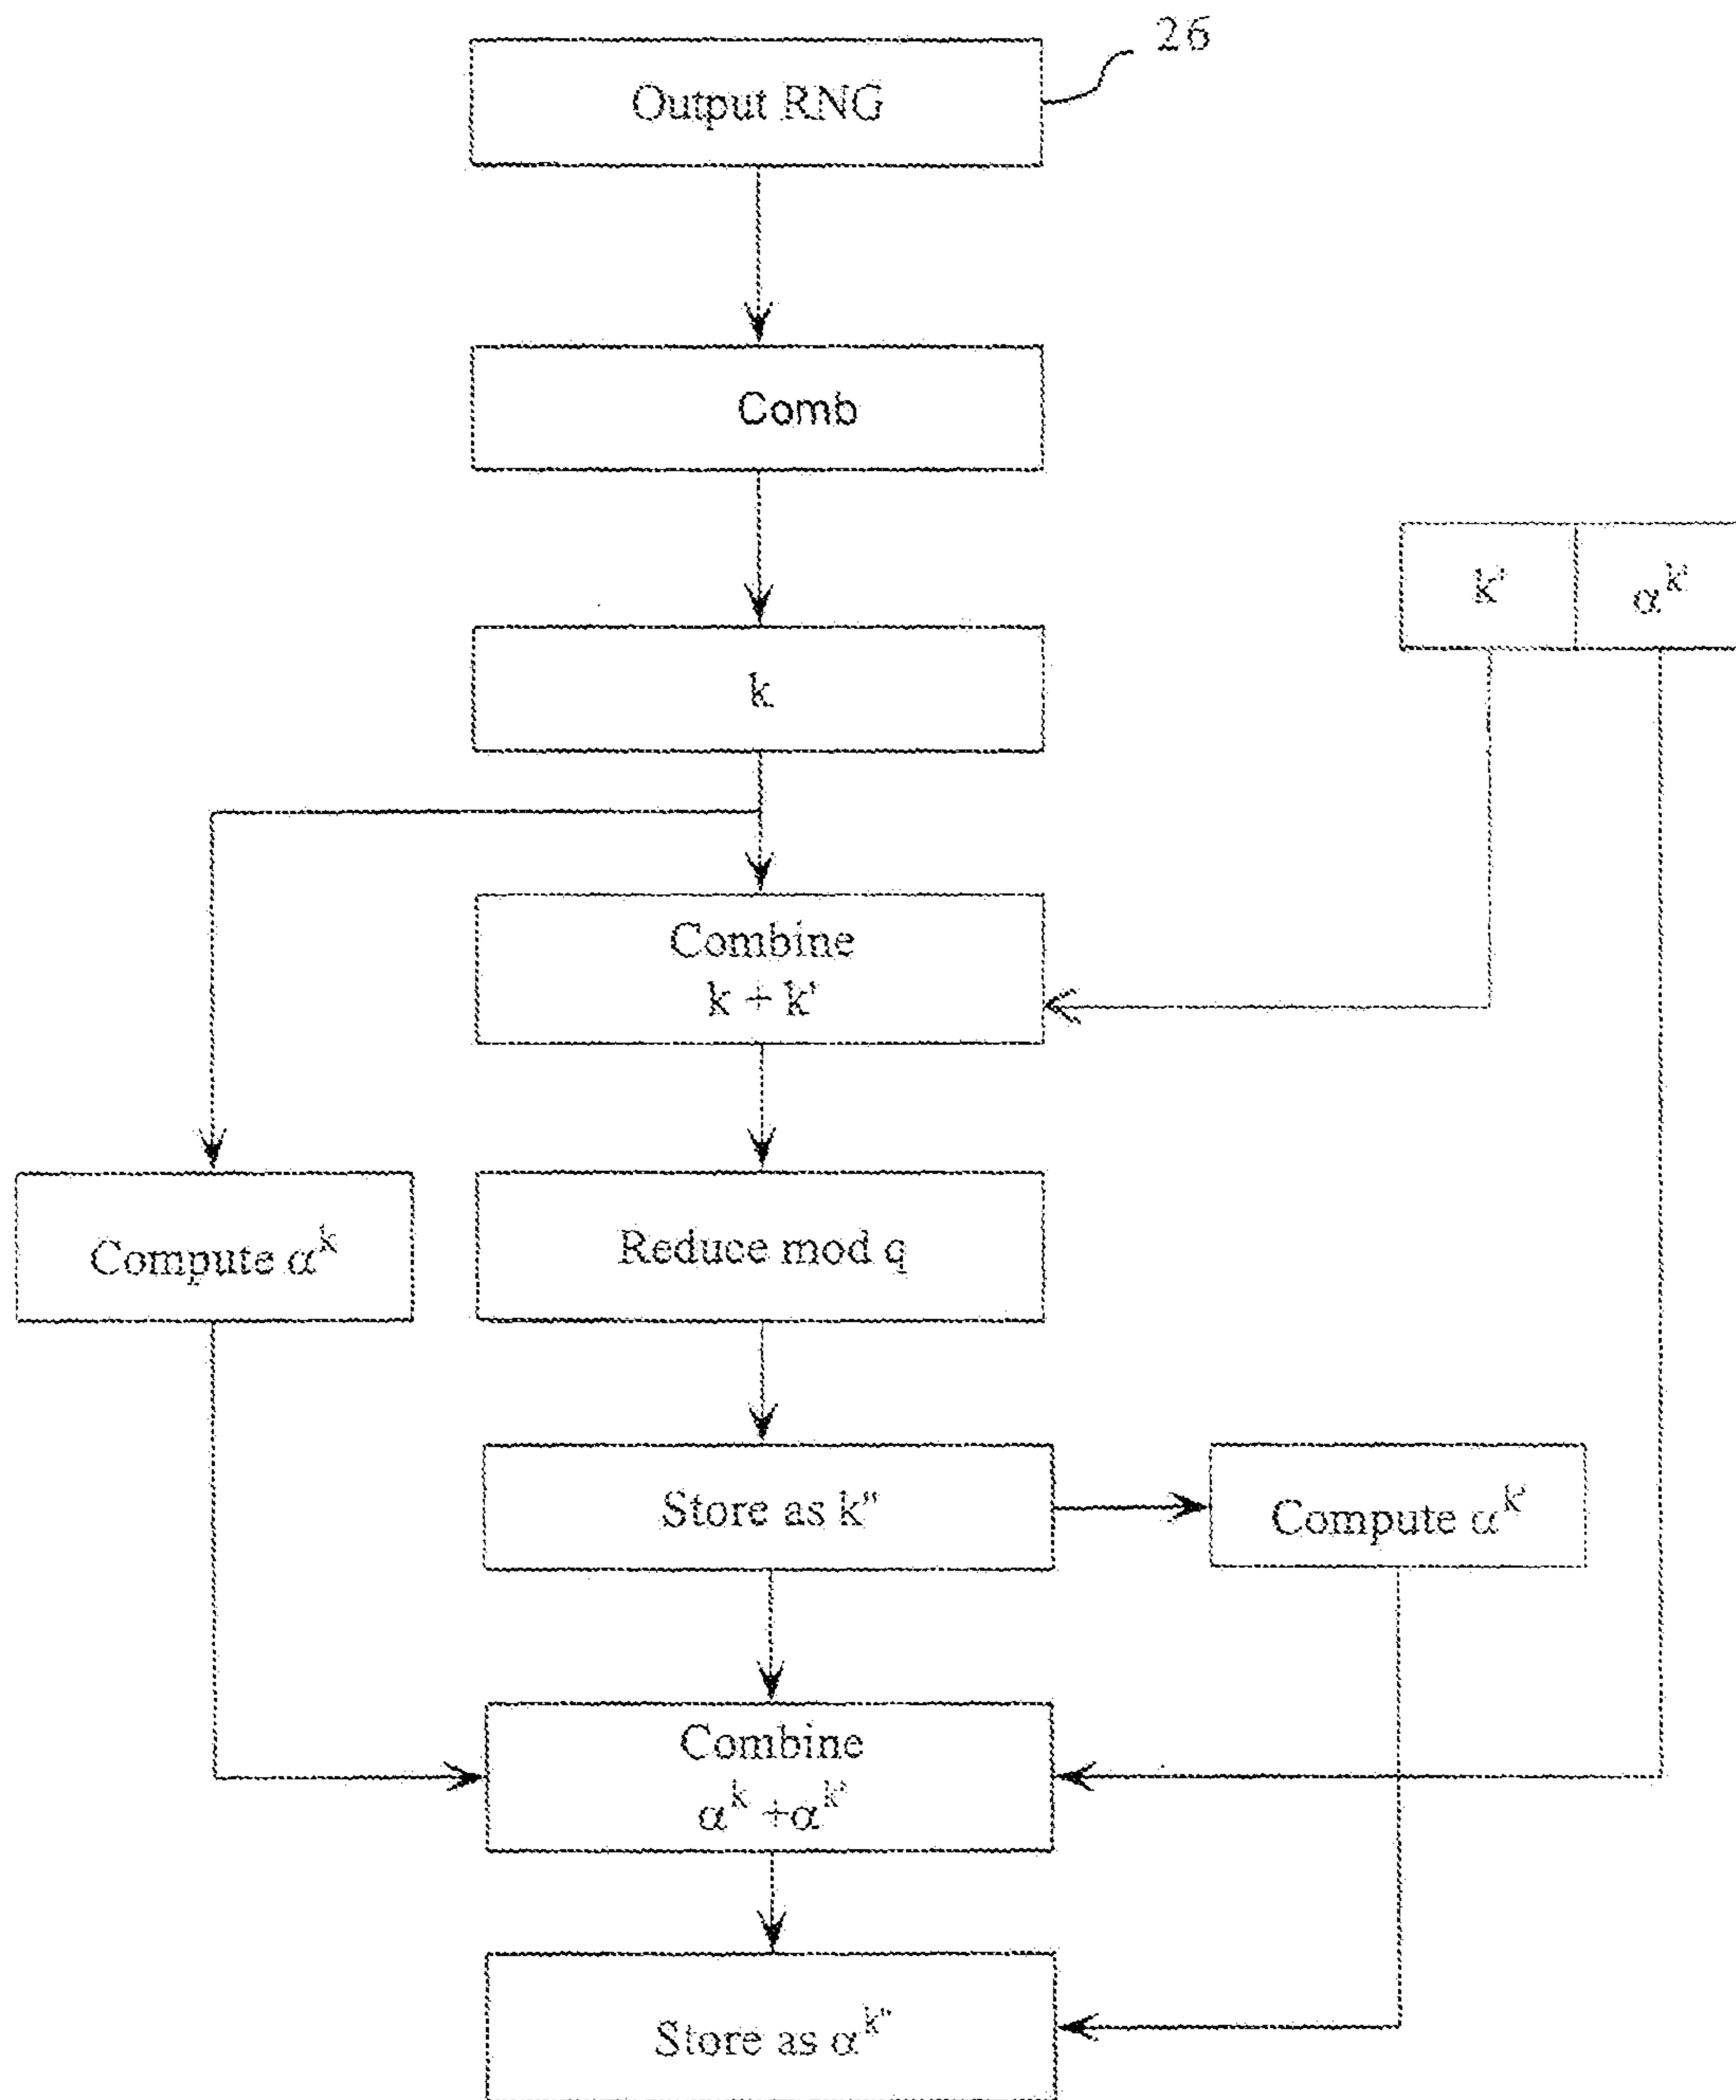 26
Output RNG
Comb
k' α^k'
k
Combine
k + k'
Compute α^k
Reduce mod q
Store as k"
Compute α^k'
Combine
α^k +α^k'
Store as α^k"